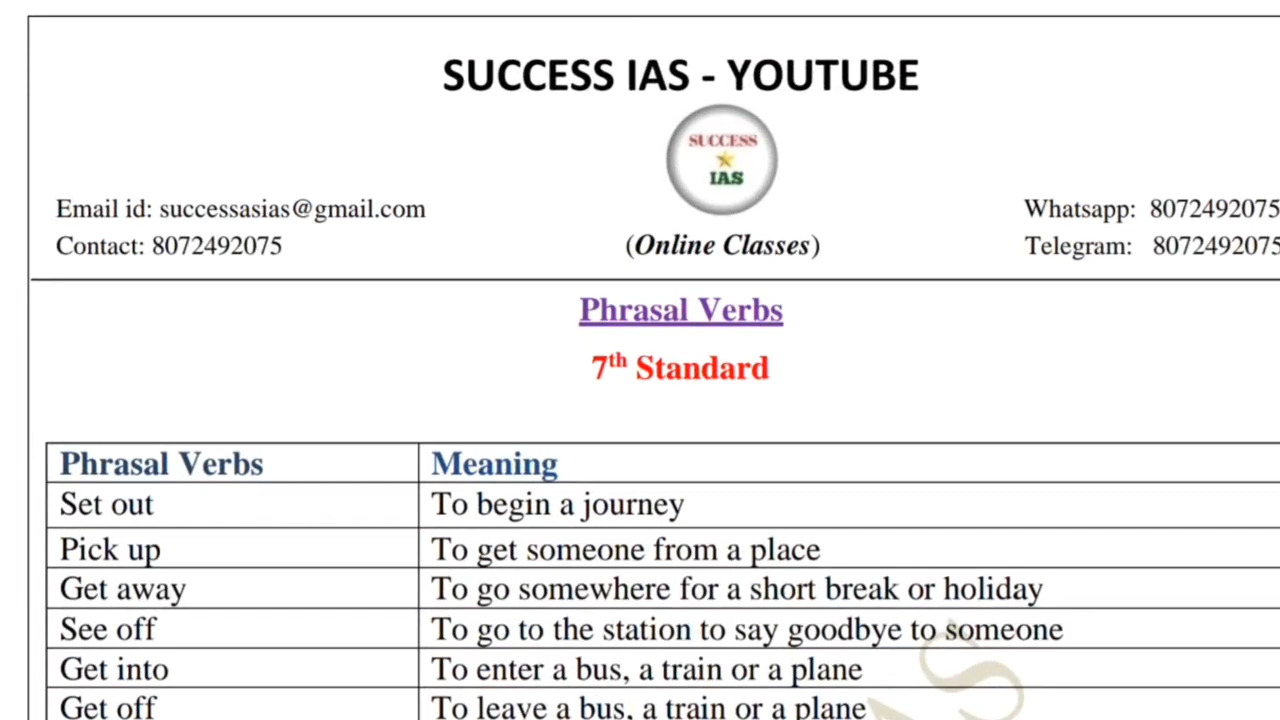 SUCCESS IAS - YOUTUBE
SUCCESS
IAS
Email id: successasias@gmail.com
Whatsapp: 8072492075
Contact: 8072492075
(Online Classes)
Telegram: 8072492075
Phrasal Verbs
7th Standard
Phrasal Verbs Meaning
Set out To begin a journey
Pick up To get someone from a place
Get away To go somewhere for a short break or holiday
See off To go to the station to say goodbye to someone
Get into To enter a bus, a train or a plane
Get off To leave a bus, a train or a plane